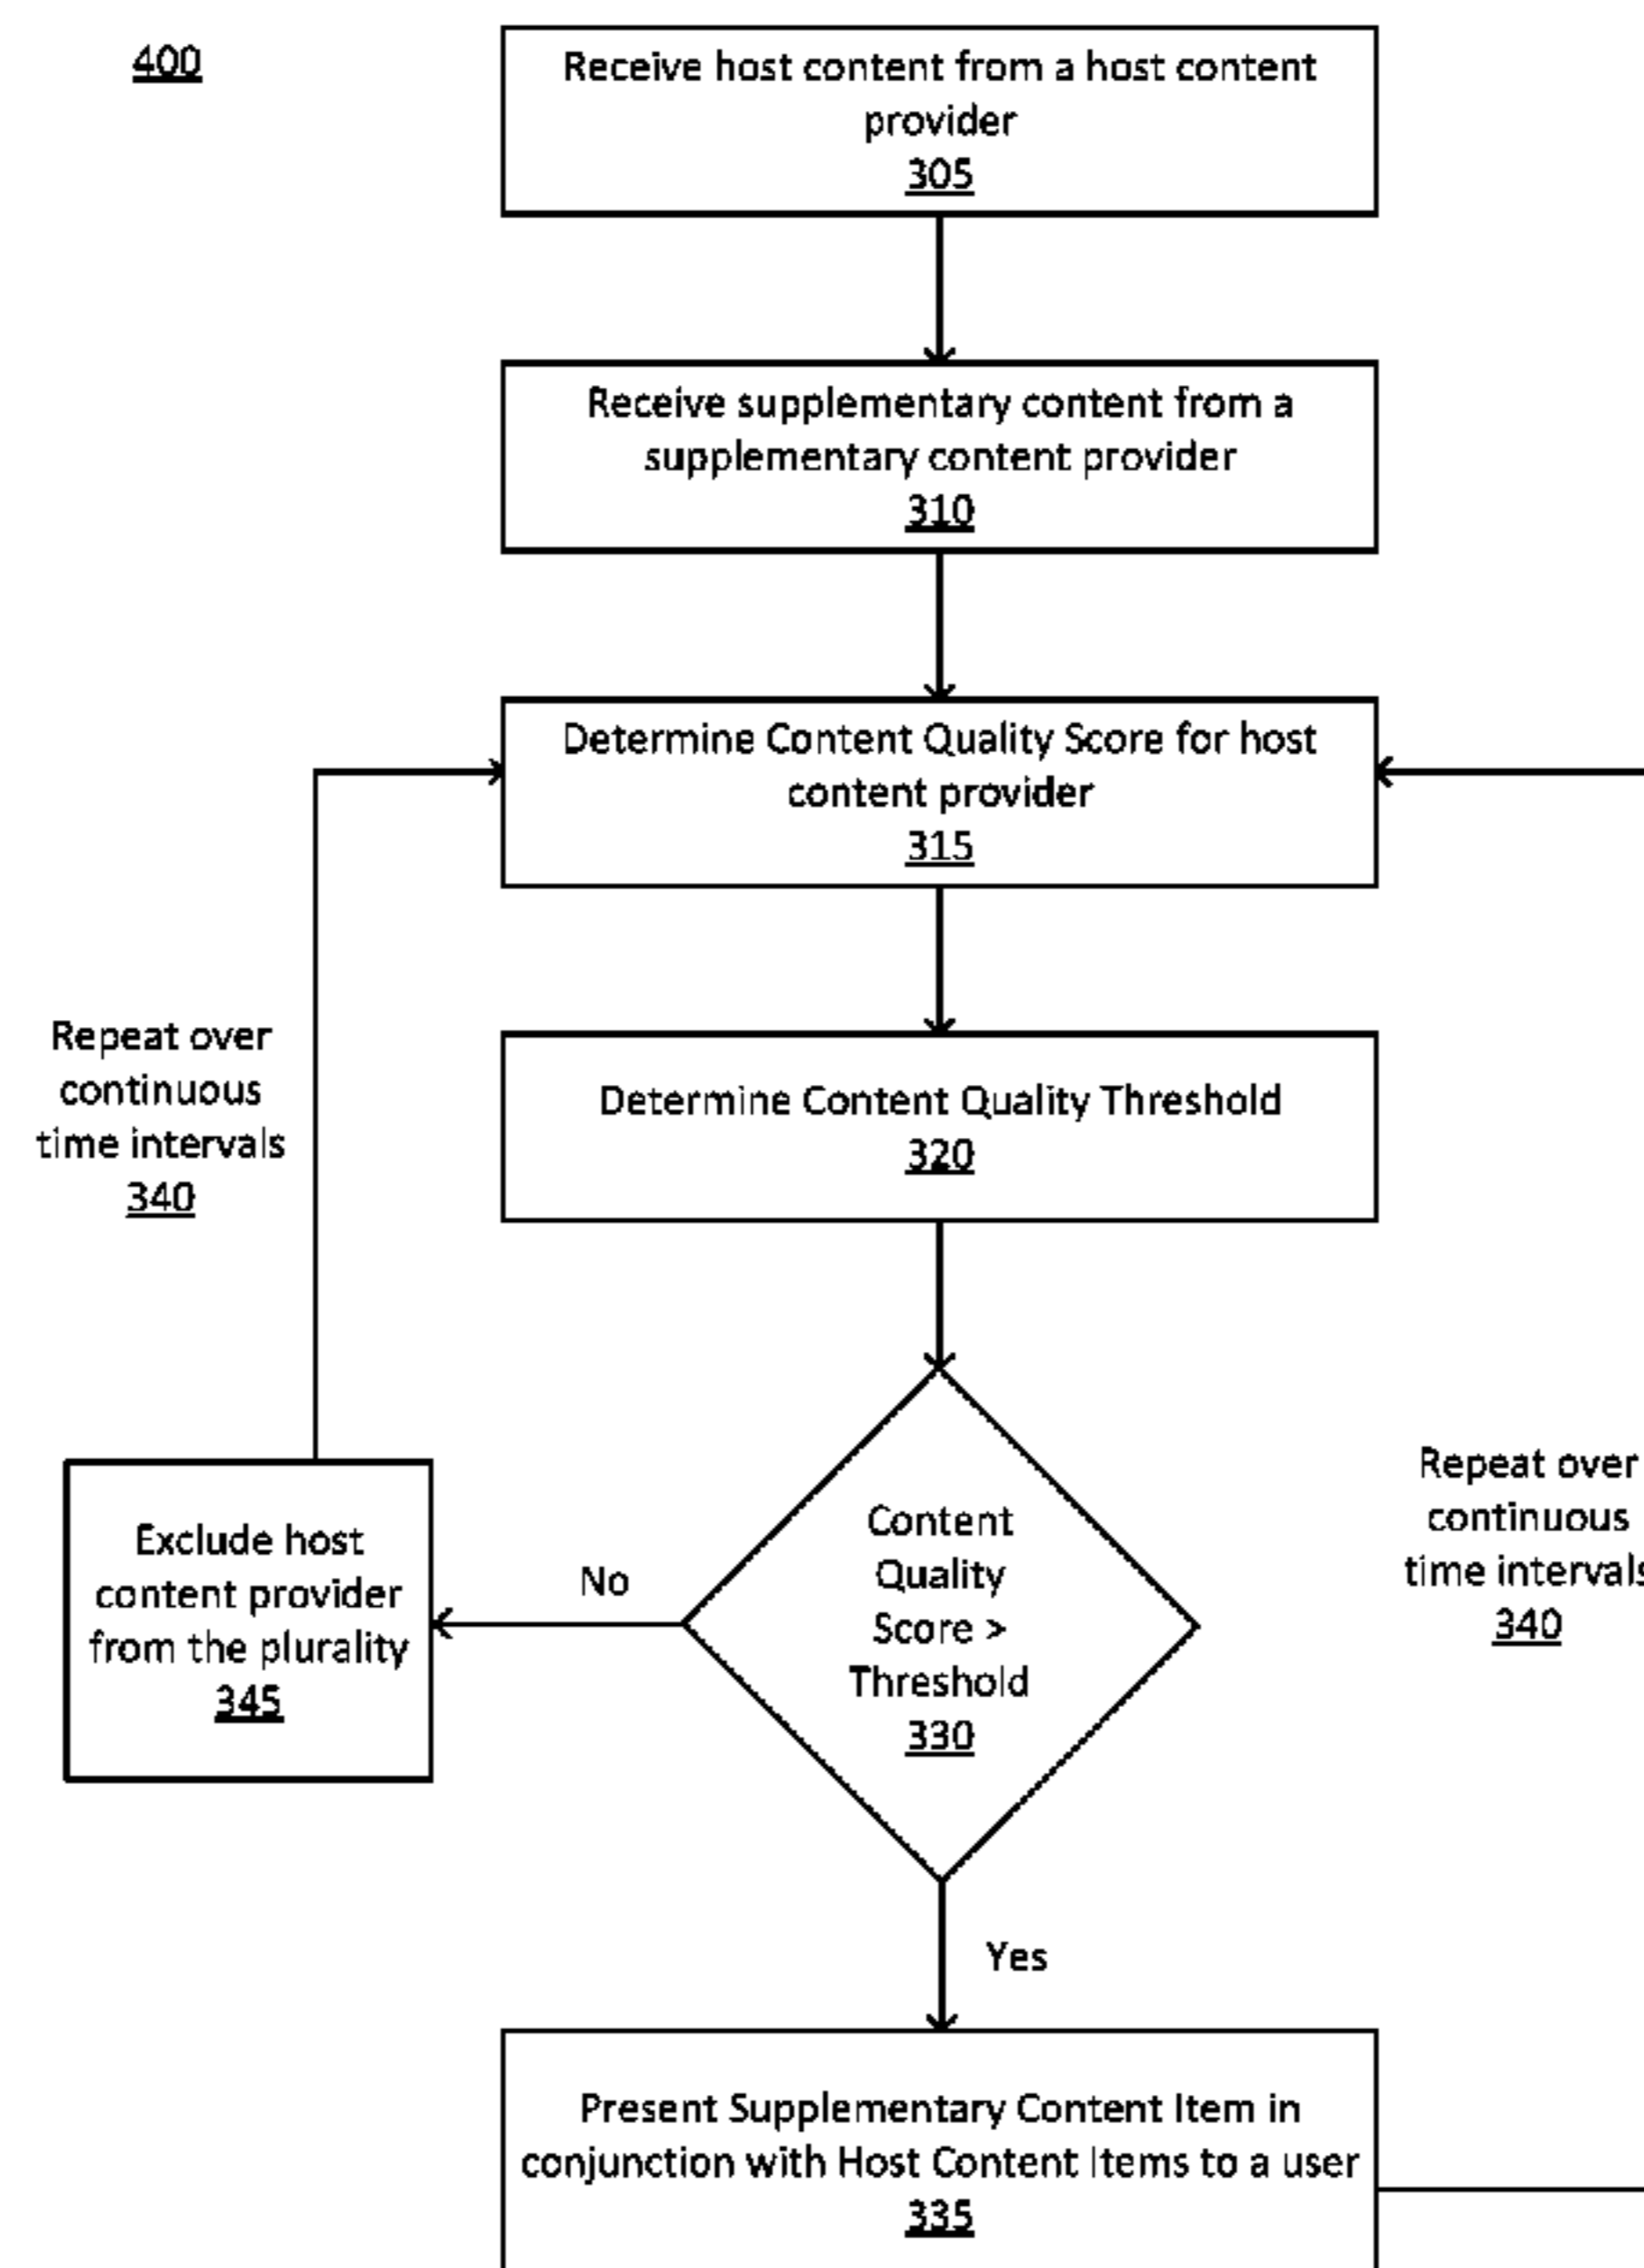 400
Receive host content from a host content
provider
305
Receive supplementary content from a
supplementary content provider
310
Determine Content Quality Score for host
content provider
315
Repeat over
continuous
time intervals
340
Determine Content Quality Threshold
320
Exclude host
content provider
from the plurality
345
No
Content
Quality
Score >
Threshold
330
Repeat over
continuous
time intervals
340
Yes
Present Supplementary Content Item in
conjunction with Host Content Items to a user
335